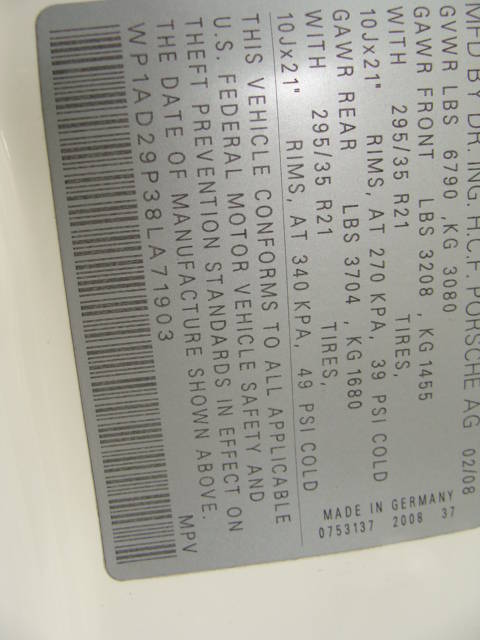 MFD BY DR. ING. H.C.F. PORSCHE AG 02/08
GVWR LBS 6790 ,KG 3080
GAWR FRONT LBS 3208 , KG 1455
WITH 295/35 R21 TIRES,
10Jx21" RIMS, AT 270 KPA, 39 PSI COLD
GAWR REAR LBS 3704 , KG 1680
WITH 295/35 R21 TIRES,
10Jx21" RIMS, AT 340 KPA, 49 PSI COLD
THIS VEHICLE CONFORMS TO ALL APPLICABLE
U.S. FEDERAL MOTOR VEHICLE SAFETY AND
THEFT PREVENTION STANDARDS IN EFFECT ON
THE DATE OF MANUFACTURE SHOWN ABOVE.
WP1AD29P38LA71903 MPV
MADE IN GERMANY
0753137 2008 37